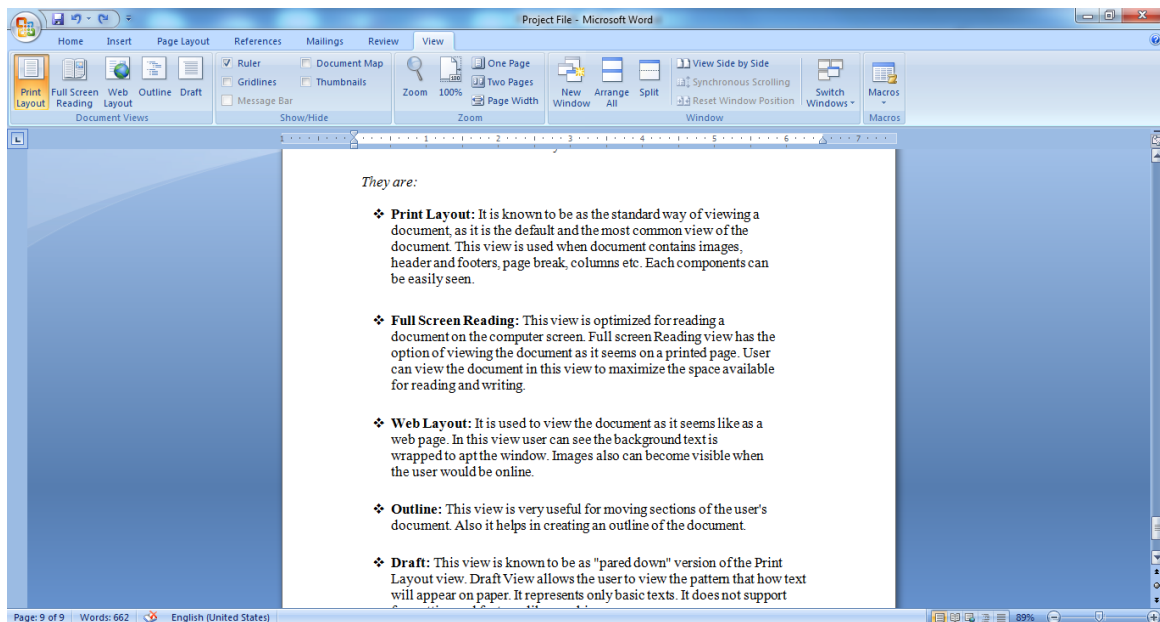 Project File - Microsoft Word
Home Insert Page Layout References Mailings Review View
Print Layout
Full Screen Reading
Web Layout
Outline
Draft
Document Views
Ruler
Gridlines
Message Bar
Document Map
Thumbnails
Show/Hide
Zoom
100%
One Page
Two Pages
Page Width
Zoom
New Window
Arrange All
Split
View Side by Side
Synchronous Scrolling
Reset Window Position
Switch Windows
Window
Macros
Macros
1 1 2 3 4 5 6 7
They are:
❖ Print Layout: It is known to be as the standard way of viewing a
document, as it is the default and the most common view of the
document. This view is used when document contains images,
header and footers, page break, columns etc. Each components can
be easily seen.
❖ Full Screen Reading: This view is optimized for reading a
document on the computer screen. Full screen Reading view has the
option of viewing the document as it seems on a printed page. User
can view the document in this view to maximize the space available
for reading and writing.
❖ Web Layout: It is used to view the document as it seems like as a
web page. In this view user can see the background text is
wrapped to apt the window. Images also can become visible when
the user would be online.
❖ Outline: This view is very useful for moving sections of the user's
document. Also it helps in creating an outline of the document.
❖ Draft: This view is known to be as "pared down" version of the Print
Layout view. Draft View allows the user to view the pattern that how text
will appear on paper. It represents only basic texts. It does not support
Page: 9 of 9 Words: 662 English (United States) 89%